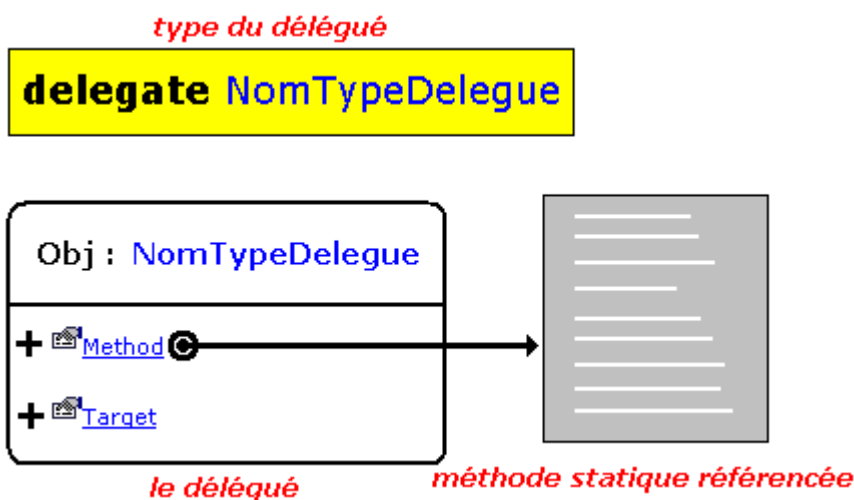 type du délégué
delegate NomTypeDelegue
Obj : NomTypeDelegue
+ Method
+ Target
le délégué
méthode statique référencée